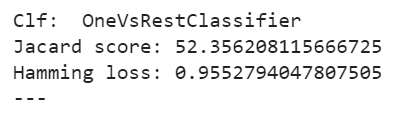 Clf:  OneVsRestClassifier
Jacard score: 52.356208115666725
Hamming loss: 0.9552794047807505
---